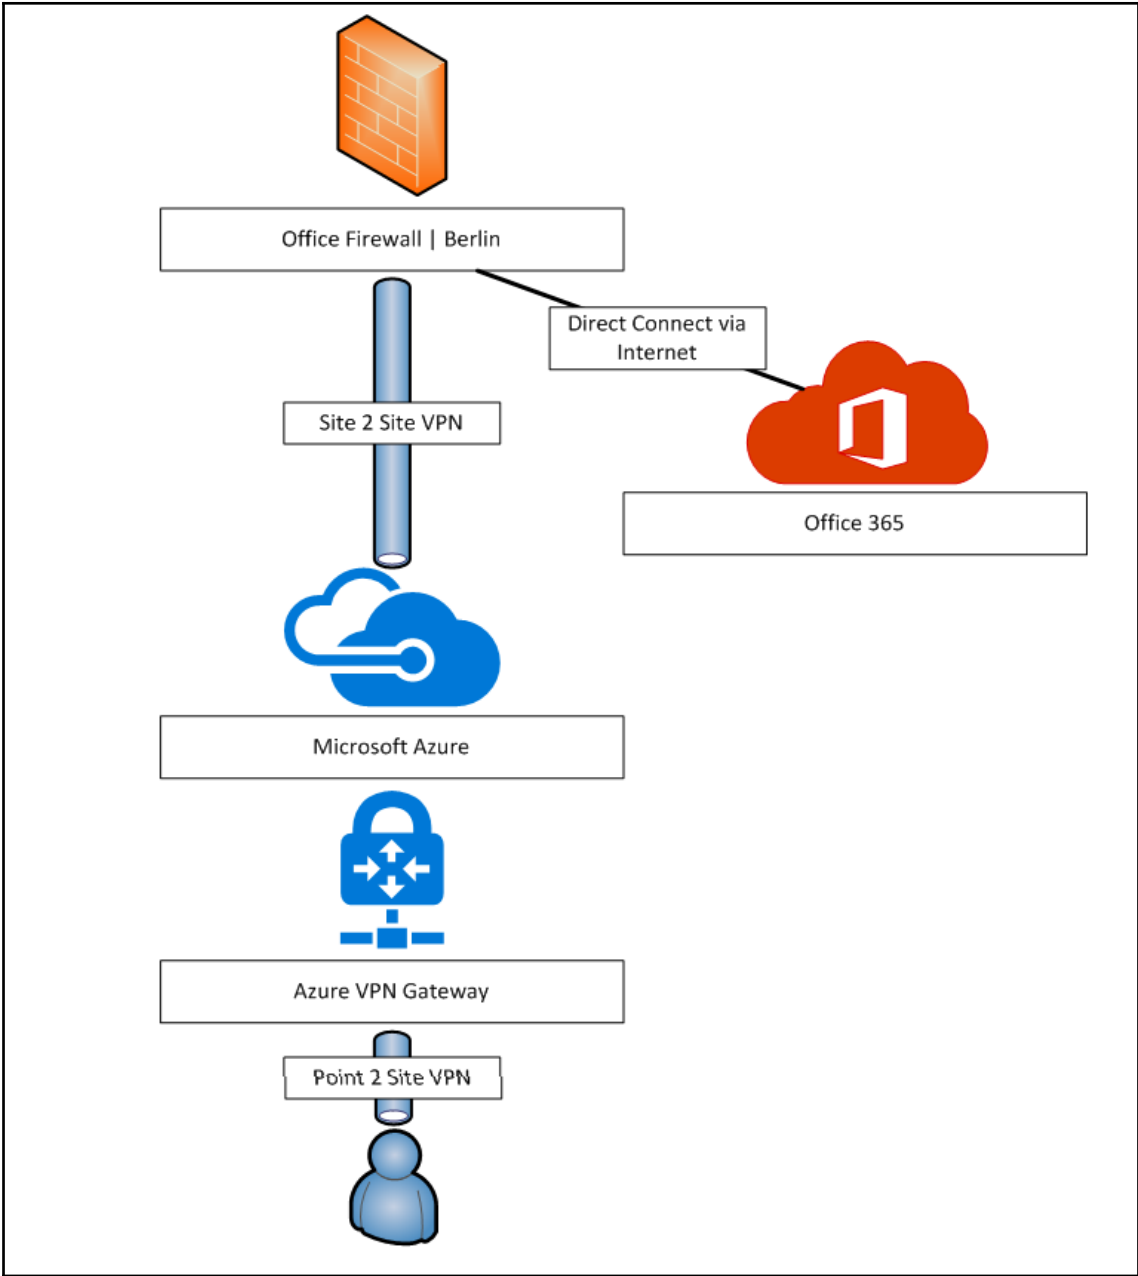 Office Firewall | Berlin
Direct Connect via
Internet
Site 2 Site VPN
Office 365
Microsoft Azure
Azure VPN Gateway
Point 2 Site VPN